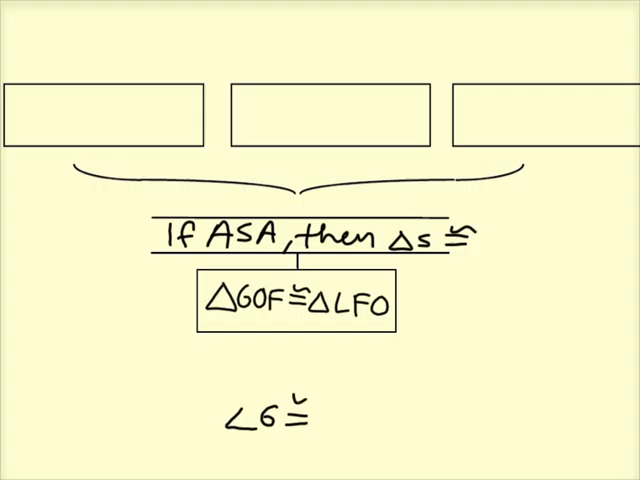 If ASA, then △s ≅
△GOF ≅ △LFO
∠G ≅